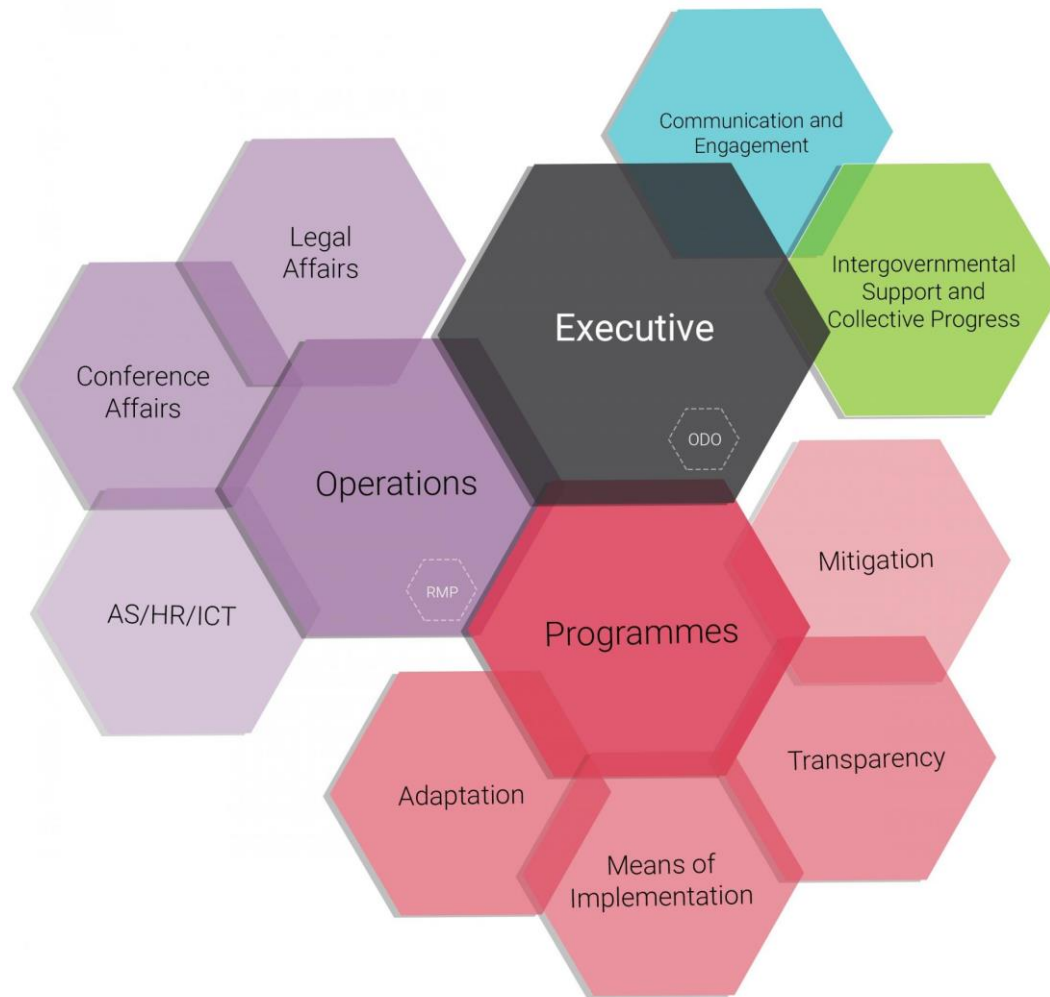 Communication and
Engagement
Legal
Affairs
Intergovernmental
Support and
Collective Progress
Executive
Conference
Affairs
ODO
Operations
Mitigation
RMP
AS/HR/ICT
Programmes
Transparency
Adaptation
Means of
Implementation